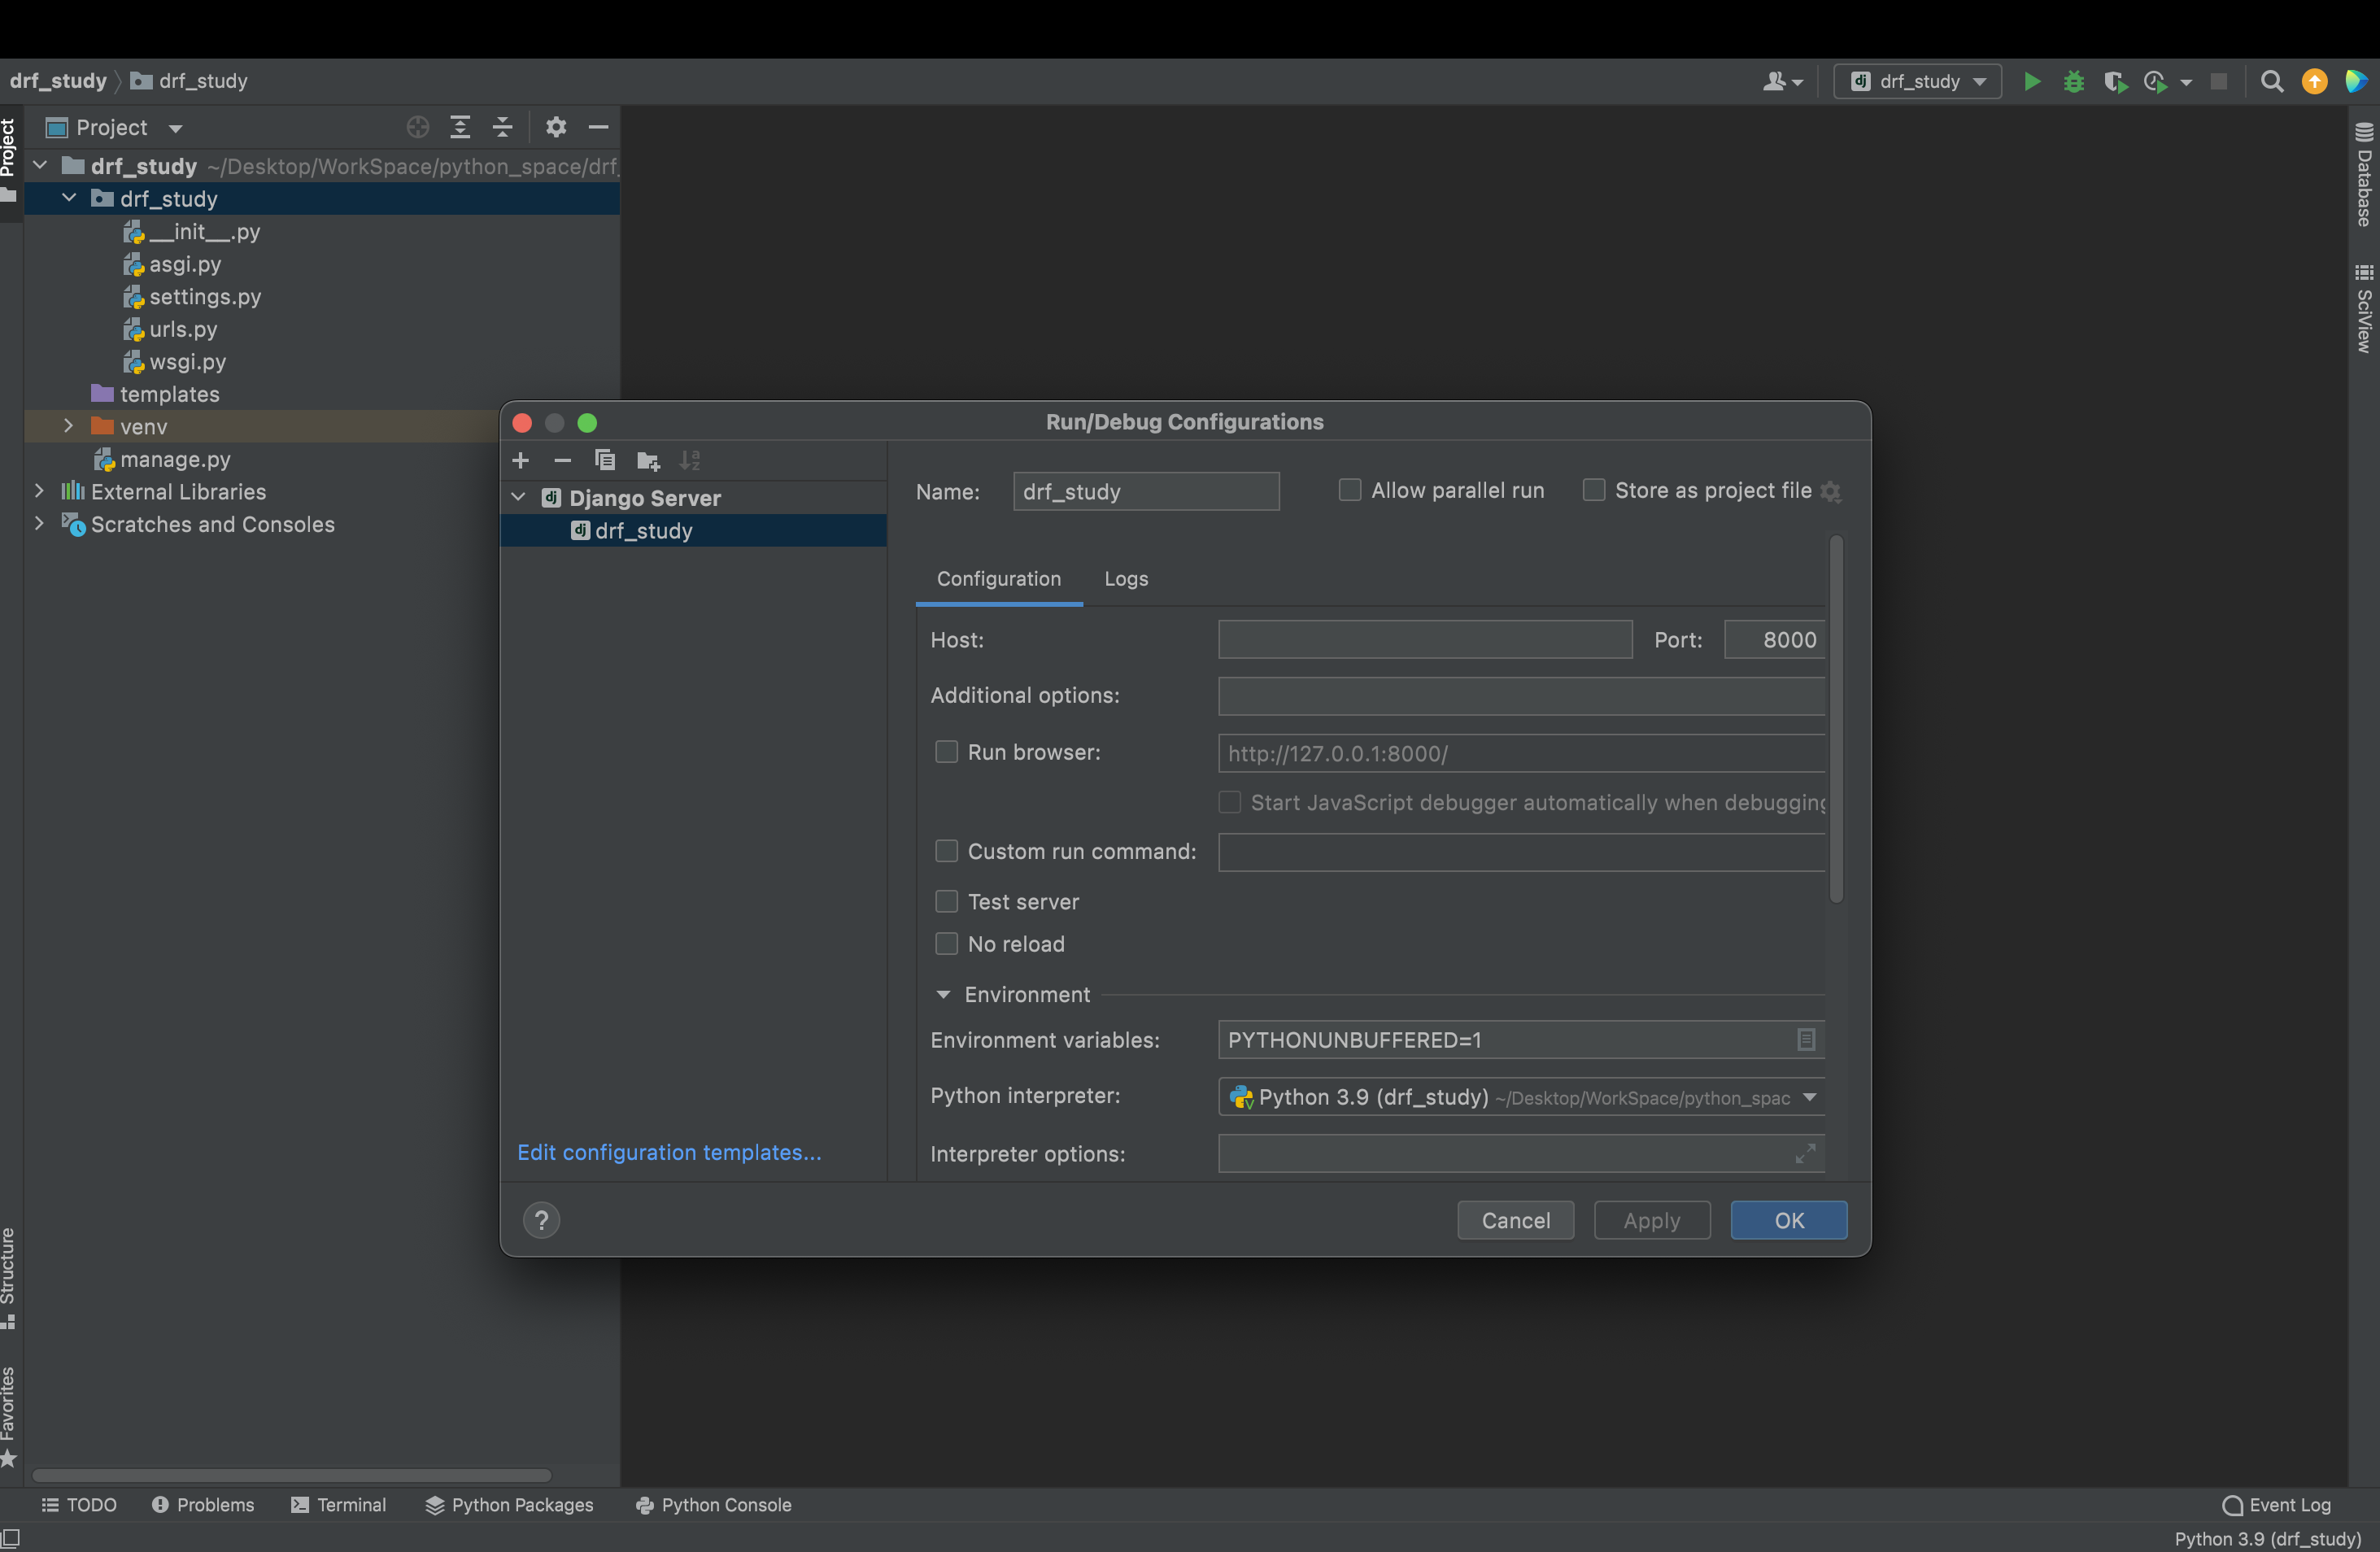 drf_study
drf_study
drf_study
Project
Project
drf_study ~/Desktop/WorkSpace/python_space/drf_
drf_study
__init__.py
asgi.py
settings.py
urls.py
wsgi.py
templates
venv
manage.py
External Libraries
Scratches and Consoles
Structure
Favorites
Database
SciView
Run/Debug Configurations
Django Server
drf_study
Edit configuration templates...
Name: drf_study
Allow parallel run
Store as project file
Configuration
Logs
Host:
Port: 8000
Additional options:
Run browser: http://127.0.0.1:8000/
Start JavaScript debugger automatically when debugging
Custom run command:
Test server
No reload
Environment
Environment variables: PYTHONUNBUFFERED=1
Python interpreter: Python 3.9 (drf_study) ~/Desktop/WorkSpace/python_spac
Interpreter options:
?
Cancel
Apply
OK
TODO
Problems
Terminal
Python Packages
Python Console
Event Log
Python 3.9 (drf_study)